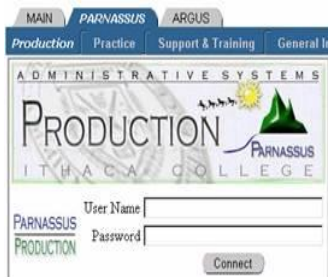 MAIN PARNASSUS ARGUS
Production Practice Support & Training General I
ADMINISTRATIVE SYSTEMS
PRODUCTION
PARNASSUS
ITHACA COLLEGE
User Name
PARNASSUS
PRODUCTION
Password
Connect